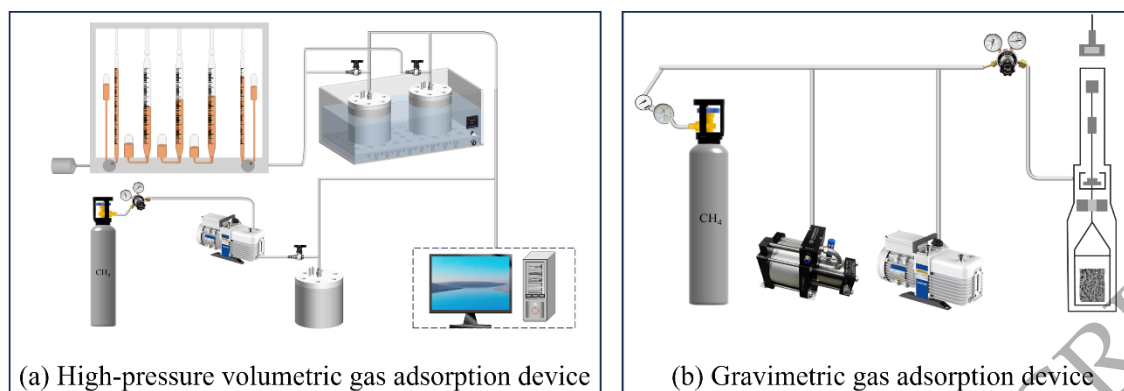 CH₄
(a) High-pressure volumetric gas adsorption device
CH₄
(b) Gravimetric gas adsorption device